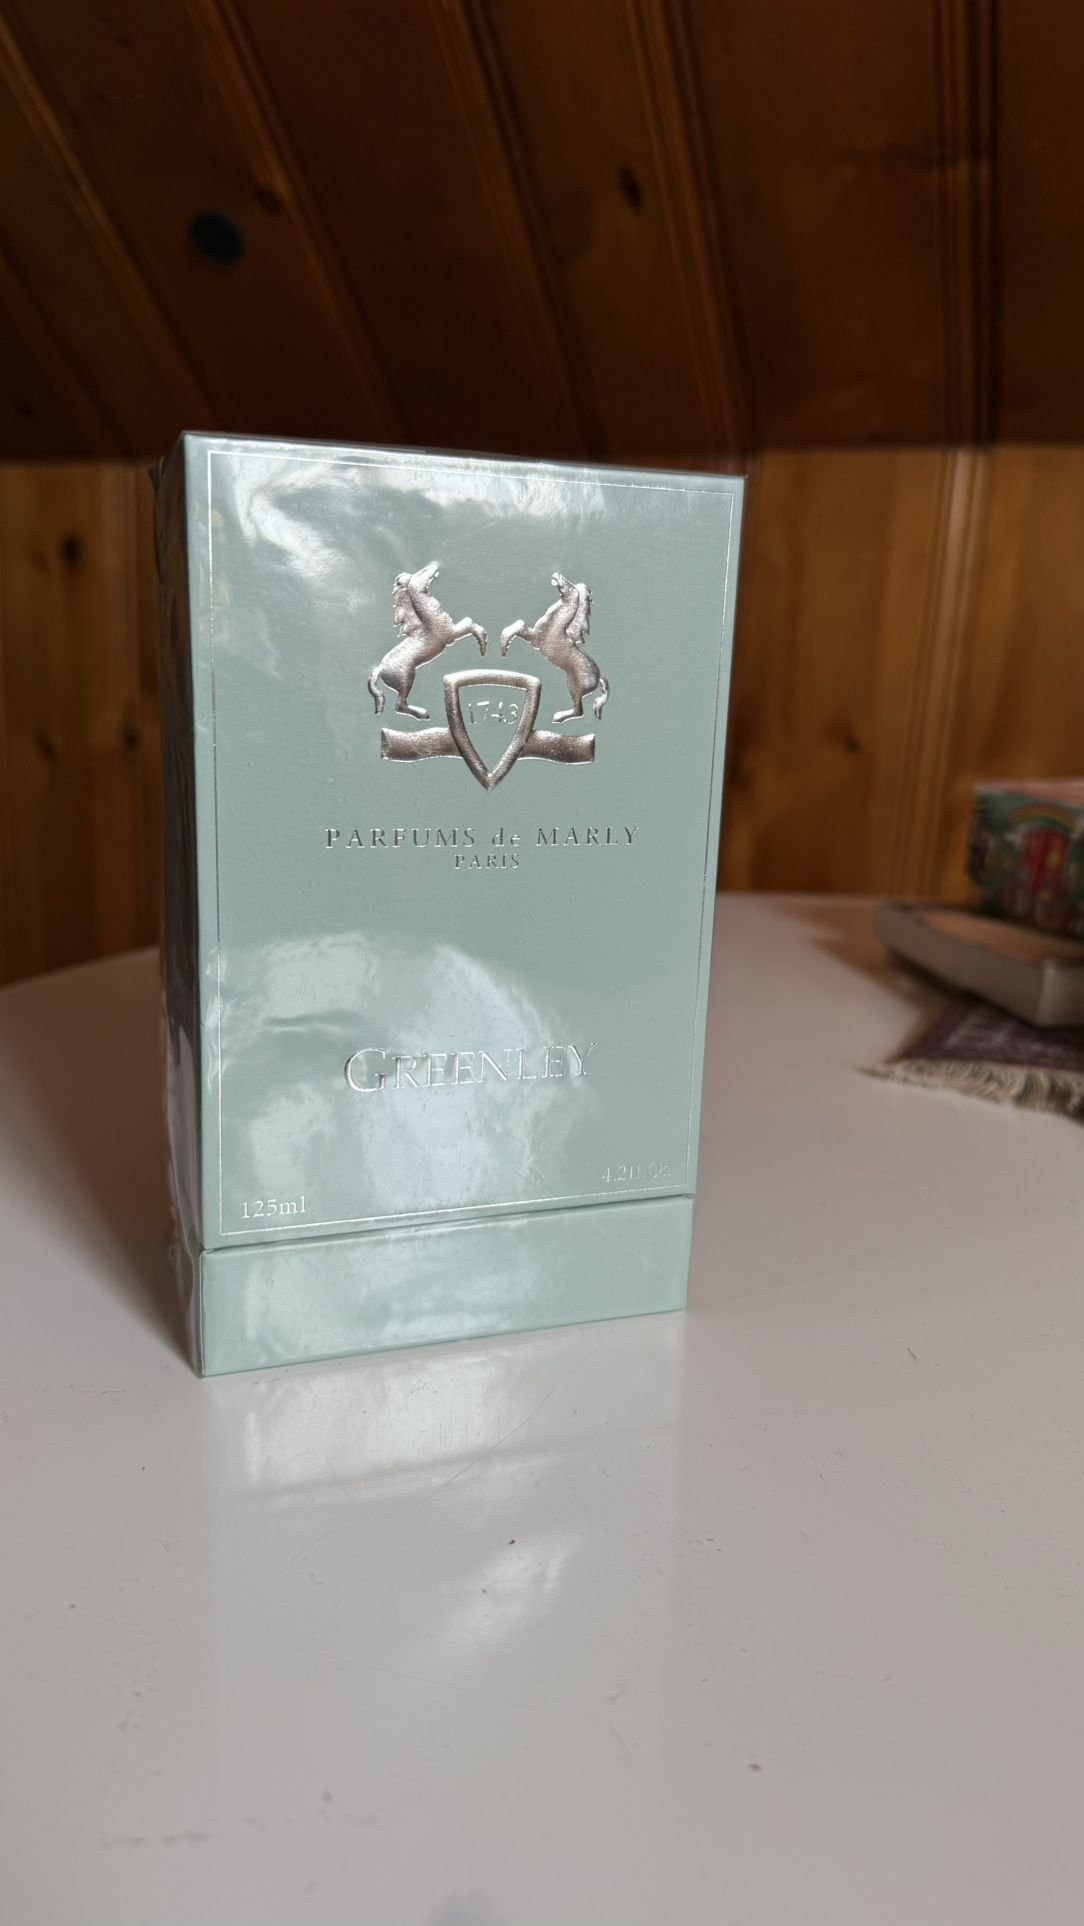 1743
PARFUMS de MARLY
PARIS
GREENLEY
125ml
4.2fl.Oz